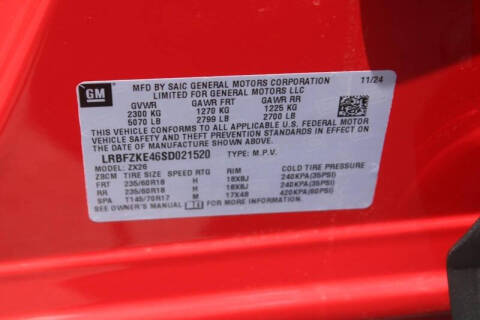 GM
MFD BY SAIC GENERAL MOTORS CORPORATION 11/24
LIMITED FOR GENERAL MOTORS LLC
GVWR GAWR FRT GAWR RR
2300 KG 1270 KG 1225 KG
5070 LB 2799 LB 2700 LB
THIS VEHICLE CONFORMS TO ALL APPLICABLE U.S. FEDERAL MOTOR
VEHICLE SAFETY AND THEFT PREVENTION STANDARDS IN EFFECT ON
THE DATE OF MANUFACTURE SHOWN ABOVE.
LRBFZKE46SD021520 TYPE: M.P.V.
MODEL: ZX26
ZBCM TIRE SIZE SPEED RTG RIM COLD TIRE PRESSURE
FRT 235/60R18 H 18X8J 240KPA(35PSI)
RR 235/60R18 H 18X8J 240KPA(35PSI)
SPA T145/70R17 M 17X4B 420KPA(60PSI)
SEE OWNER'S MANUAL FOR MORE INFORMATION.